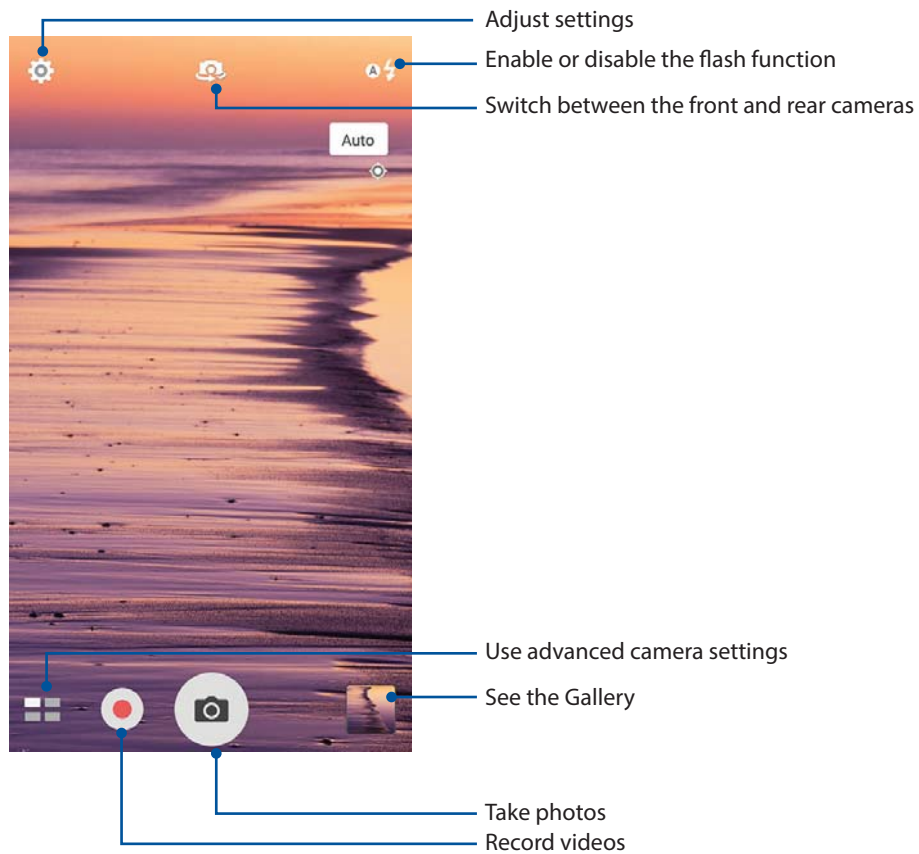 Adjust settings
Enable or disable the flash function
A
Switch between the front and rear cameras
Auto
Use advanced camera settings
See the Gallery
Take photos
Record videos